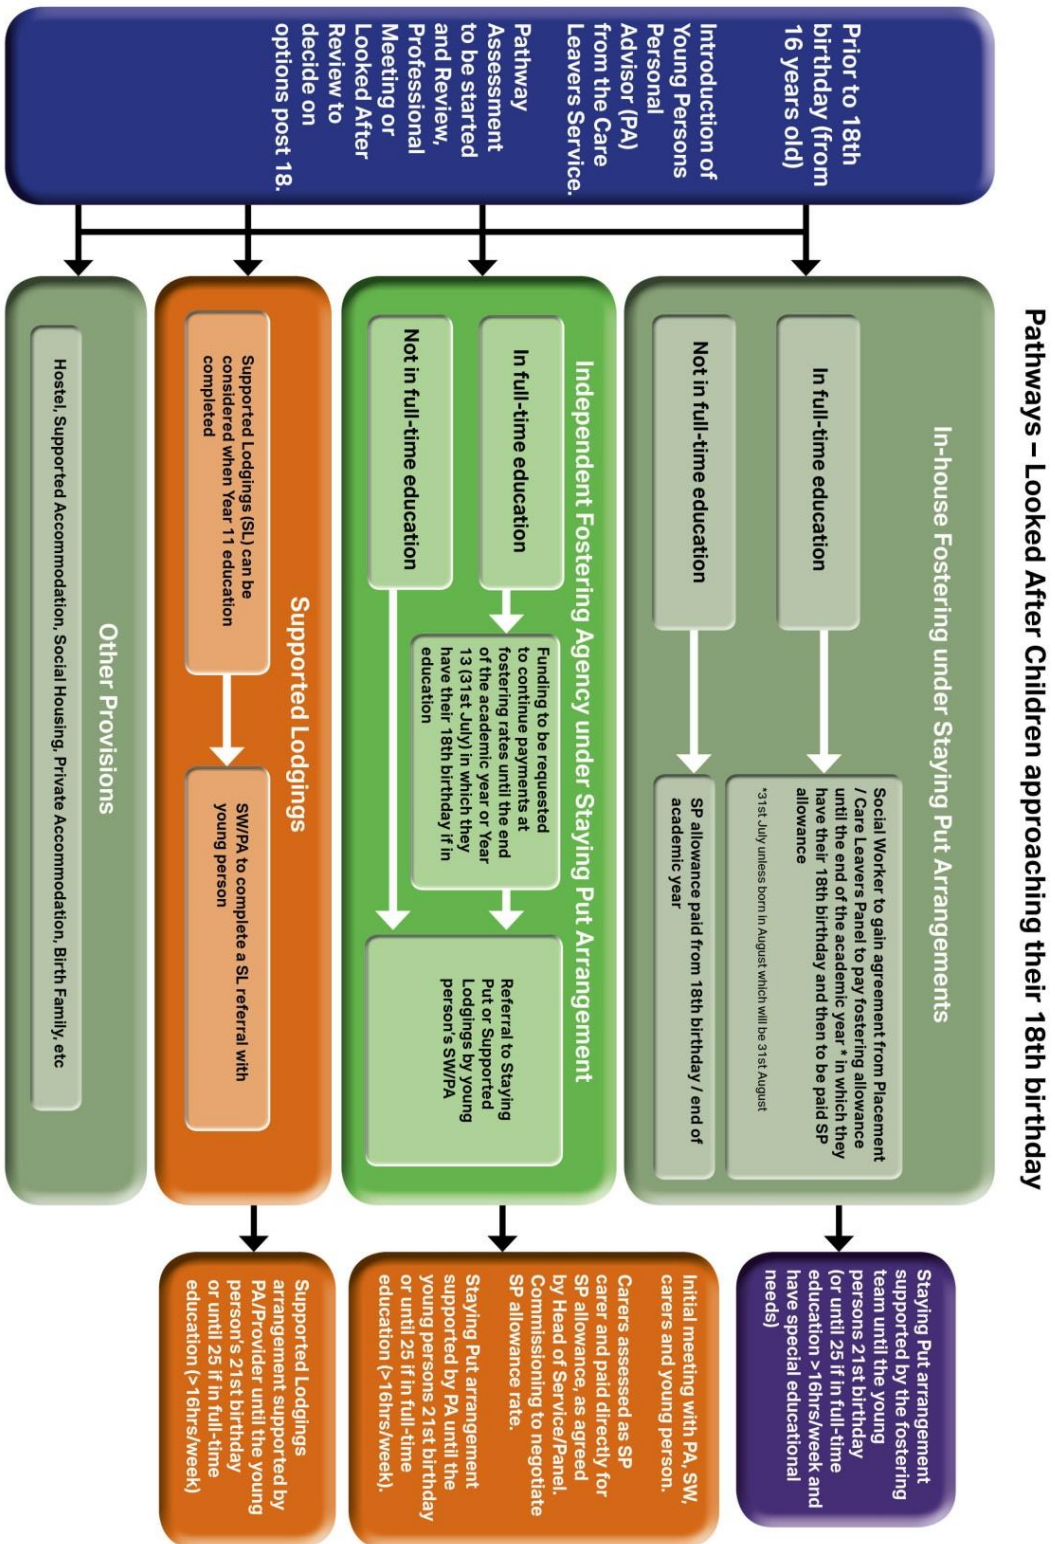 Pathways – Looked After Children approaching their 18th birthday
Prior to 18th
birthday (from
16 years old)
Introduction of
Young Persons
Personal
Advisor (PA)
from the Care
Leavers Service.
Pathway
Assessment
to be started
and Review,
Professional
Meeting or
Looked After
Review to
decide on
options post 18.
In-house Fostering under Staying Put Arrangements
In full-time education
Social Worker to gain agreement from Placement
/ Care Leavers Panel to pay fostering allowance
until the end of the academic year * in which they
have their 18th birthday and then to be paid SP
allowance
*31st July unless born in August which will be 31st August
Not in full-time education
SP allowance paid from 18th birthday / end of
academic year
Staying Put arrangement
supported by the fostering
team until the young
persons 21st birthday
(or until 25 if in full-time
education >16hrs/week and
have special educational
needs)
Independent Fostering Agency under Staying Put Arrangement
In full-time education
Funding to be requested
to continue payments at
fostering rates until the end
of the academic year or Year
13 (31st July) in which they
have their 18th birthday if in
education
Not in full-time education
Referral to Staying
Put or Supported
Lodgings by young
person's SW/PA
Initial meeting with PA, SW,
carers and young person.
Carers assessed as SP
carer and paid directly for
SP allowance, as agreed
by Head of Service/Panel.
Commissioning to negotiate
SP allowance rate.
Staying Put arrangement
supported by PA until the
young persons 21st birthday
or until 25 if in full-time
education (>16hrs/week).
Supported Lodgings
Supported Lodgings (SL) can be
considered when Year 11 education
completed
SW/PA to complete a SL referral with
young person
Supported Lodgings
arrangement supported by
PA/Provider until the young
person's 21st birthday
or until 25 if in full-time
education (>16hrs/week)
Other Provisions
Hostel, Supported Accommodation, Social Housing, Private Accommodation, Birth Family, etc